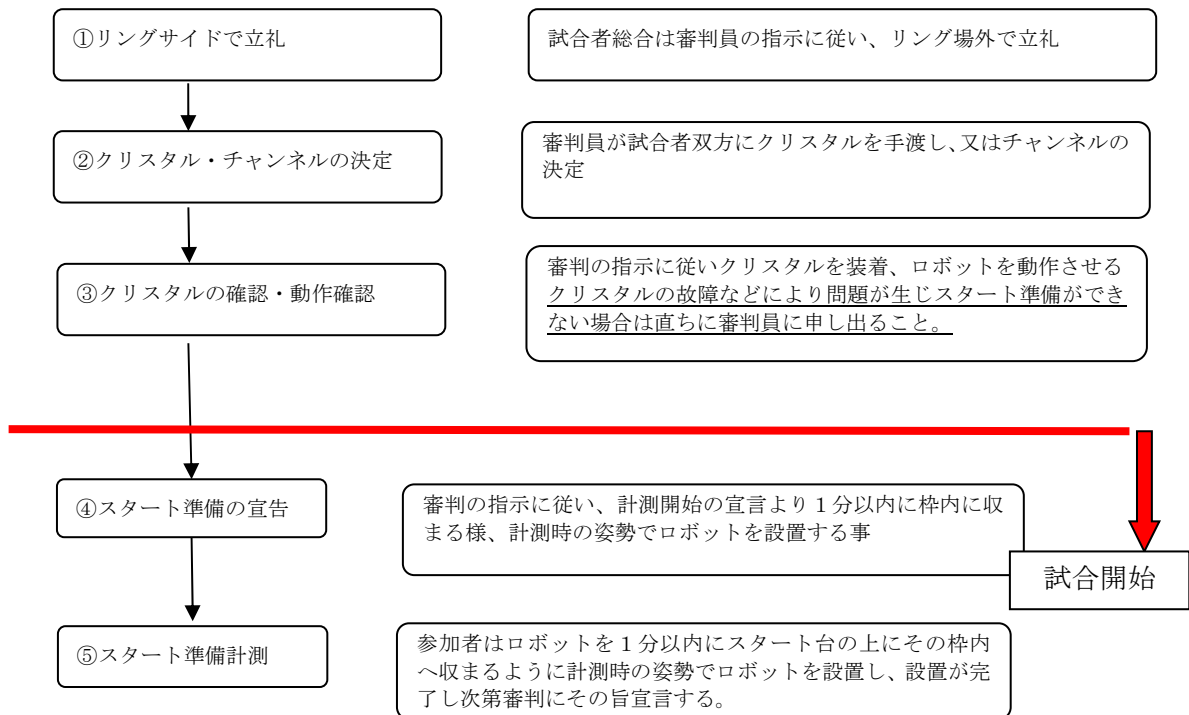 ①リングサイドで立礼
試合者総合は審判員の指示に従い、リング場外で立礼
②クリスタル・チャンネルの決定
審判員が試合者双方にクリスタルを手渡し、又はチャンネルの
決定
③クリスタルの確認・動作確認
審判の指示に従いクリスタルを装着、ロボットを動作させる
クリスタルの故障などにより問題が生じスタート準備ができ
ない場合は直ちに審判員に申し出ること。
④スタート準備の宣告
審判の指示に従い、計測開始の宣言より１分以内に枠内に収
まる様、計測時の姿勢でロボットを設置する事
試合開始
⑤スタート準備計測
参加者はロボットを１分以内にスタート台の上にその枠内
へ収まるように計測時の姿勢でロボットを設置し、設置が完
了し次第審判にその旨宣言する。